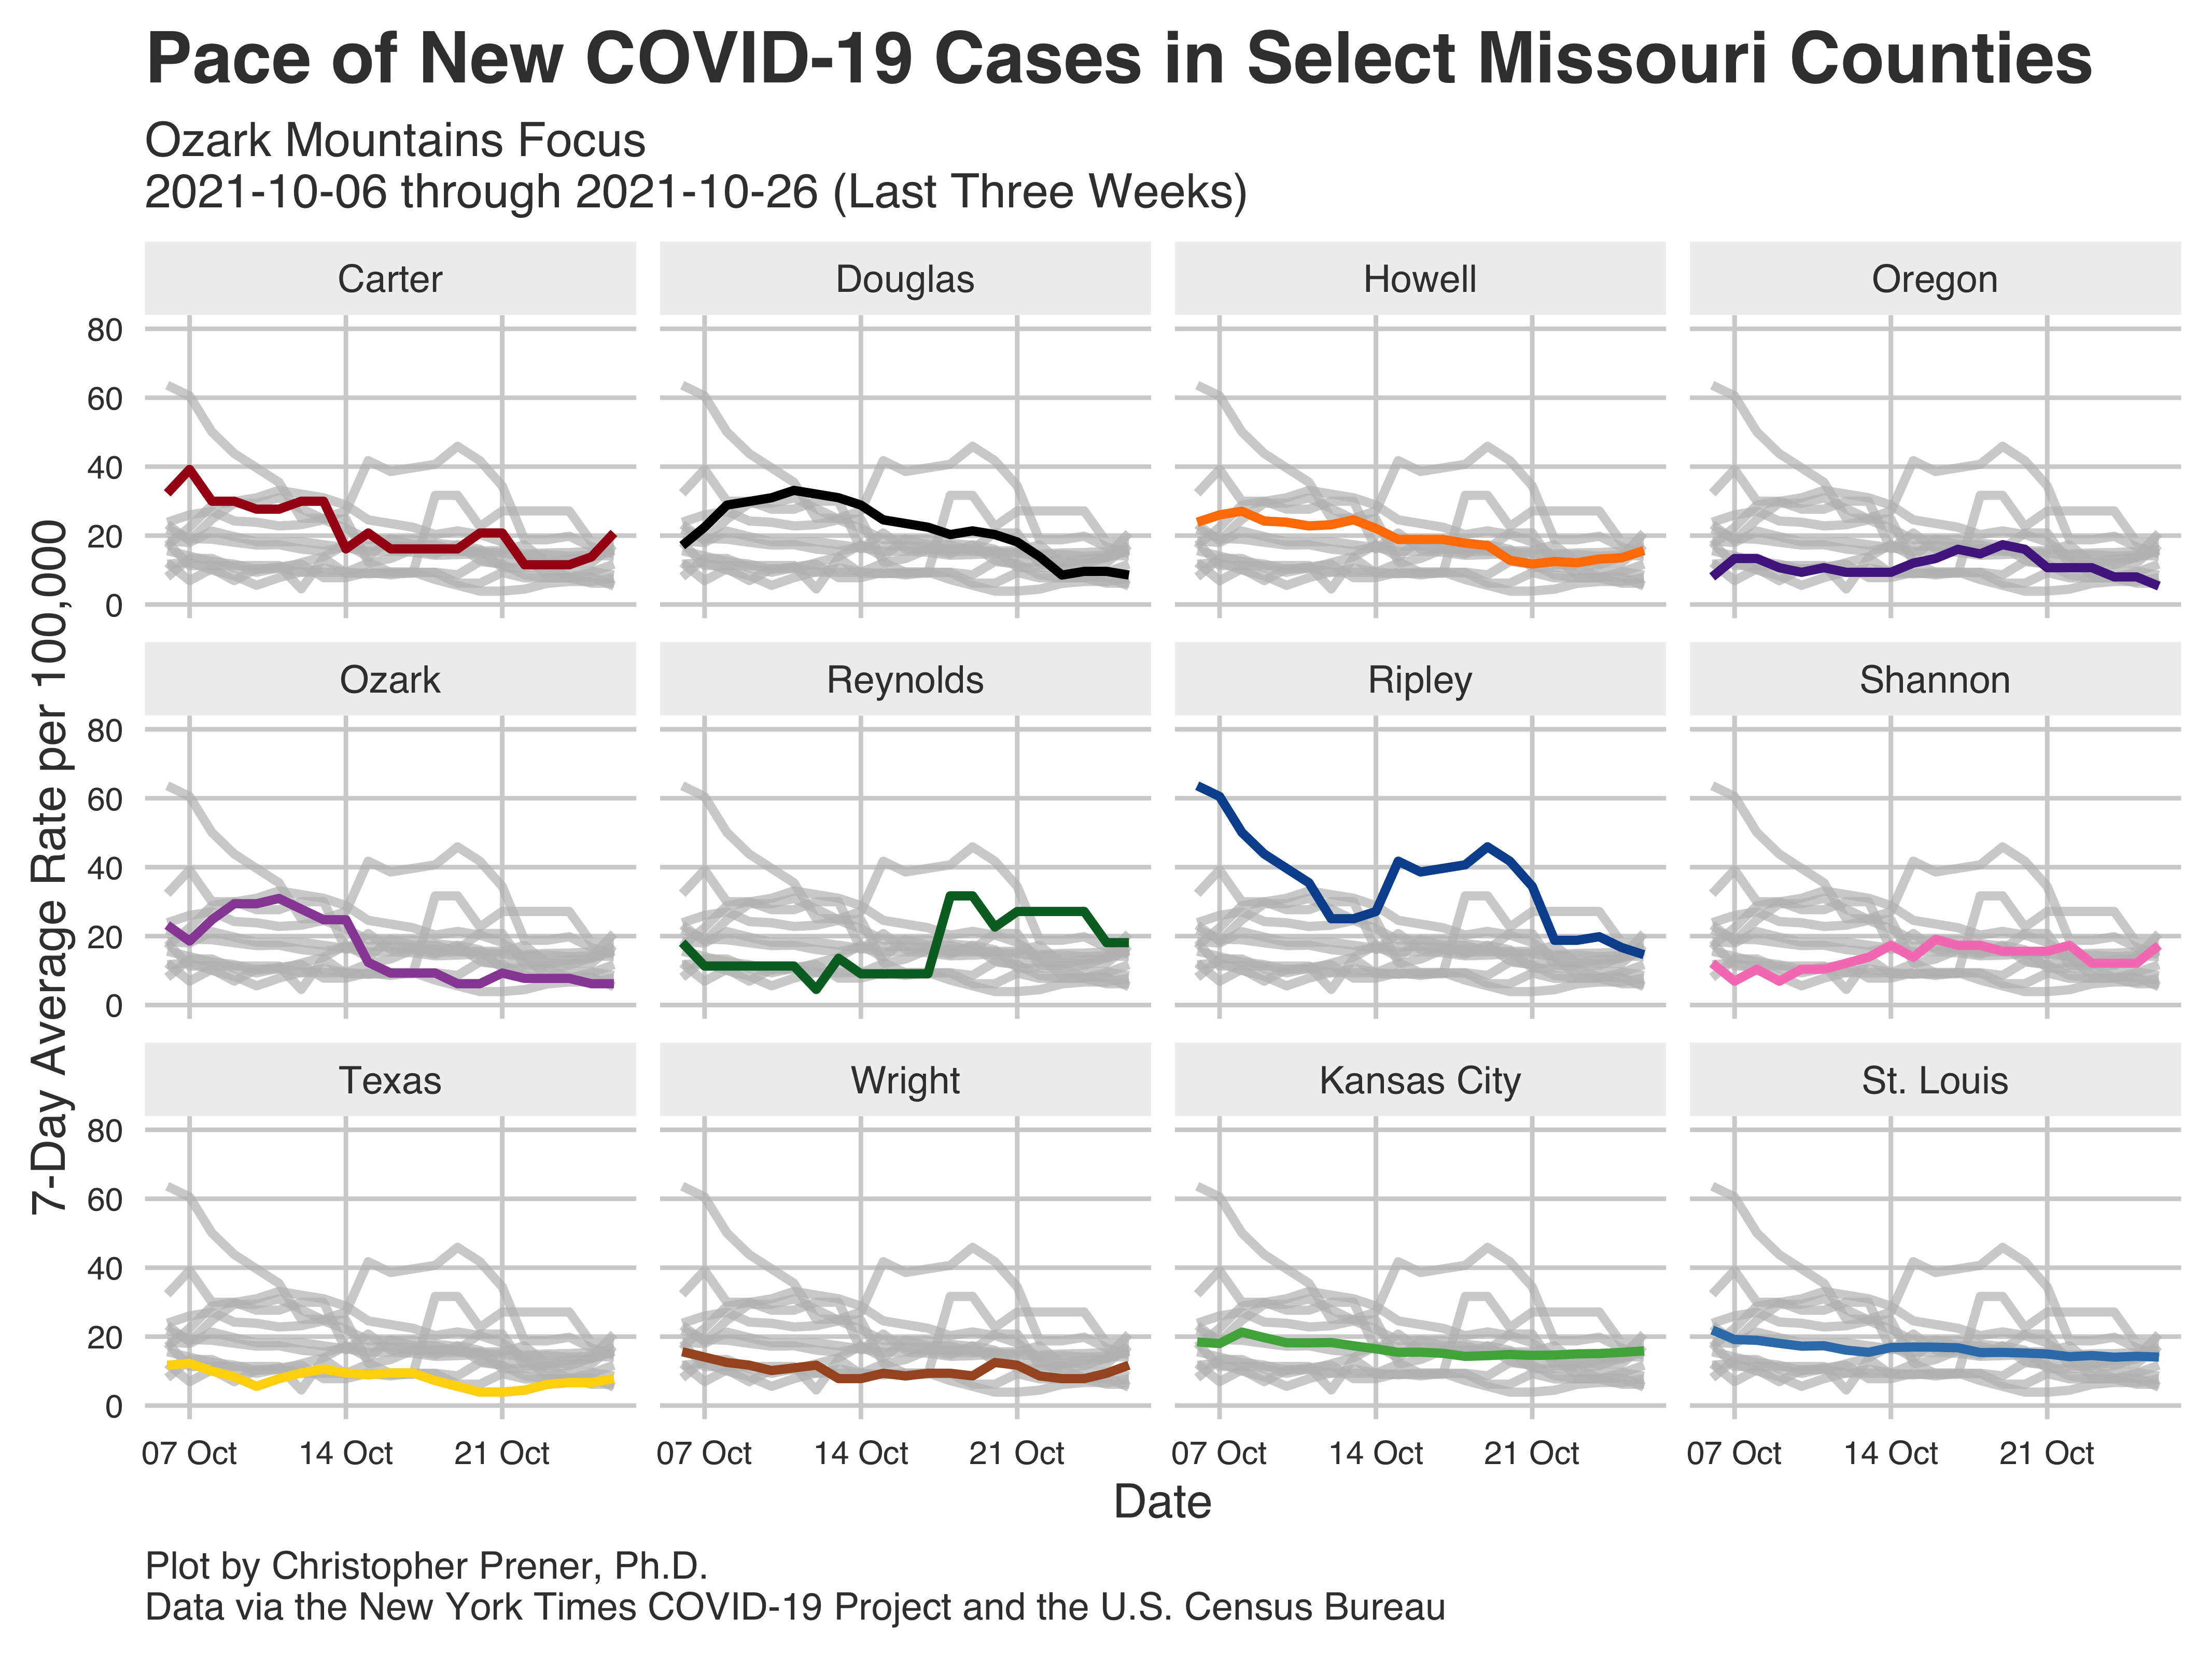 Pace of New COVID-19 Cases in Select Missouri Counties
Ozark Mountains Focus
2021-10-06 through 2021-10-26 (Last Three Weeks)
7-Day Average Rate per 100,000
Carter
Douglas
Howell
Oregon
80
60
40
20
0
Ozark
Reynolds
Ripley
Shannon
80
60
40
20
0
Texas
Wright
Kansas City
St. Louis
80
60
40
20
0
07 Oct 14 Oct 21 Oct
07 Oct 14 Oct 21 Oct
07 Oct 14 Oct 21 Oct
07 Oct 14 Oct 21 Oct
Date
Plot by Christopher Prener, Ph.D.
Data via the New York Times COVID-19 Project and the U.S. Census Bureau